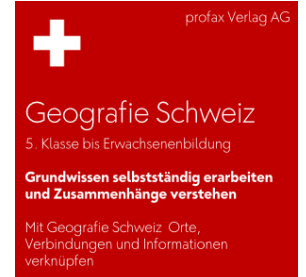 profax Verlag AG
Geografie Schweiz
5. Klasse bis Erwachsenenbildung
Grundwissen selbstständig erarbeiten
und Zusammenhänge verstehen
Mit Geografie Schweiz Orte,
Verbindungen und Informationen
verknüpfen